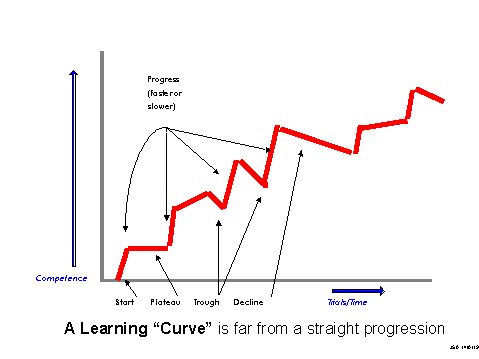 Progress
(faster or
slower)
Competence
Start Plateau Trough Decline Trials/Time
A Learning “Curve” is far from a straight progression